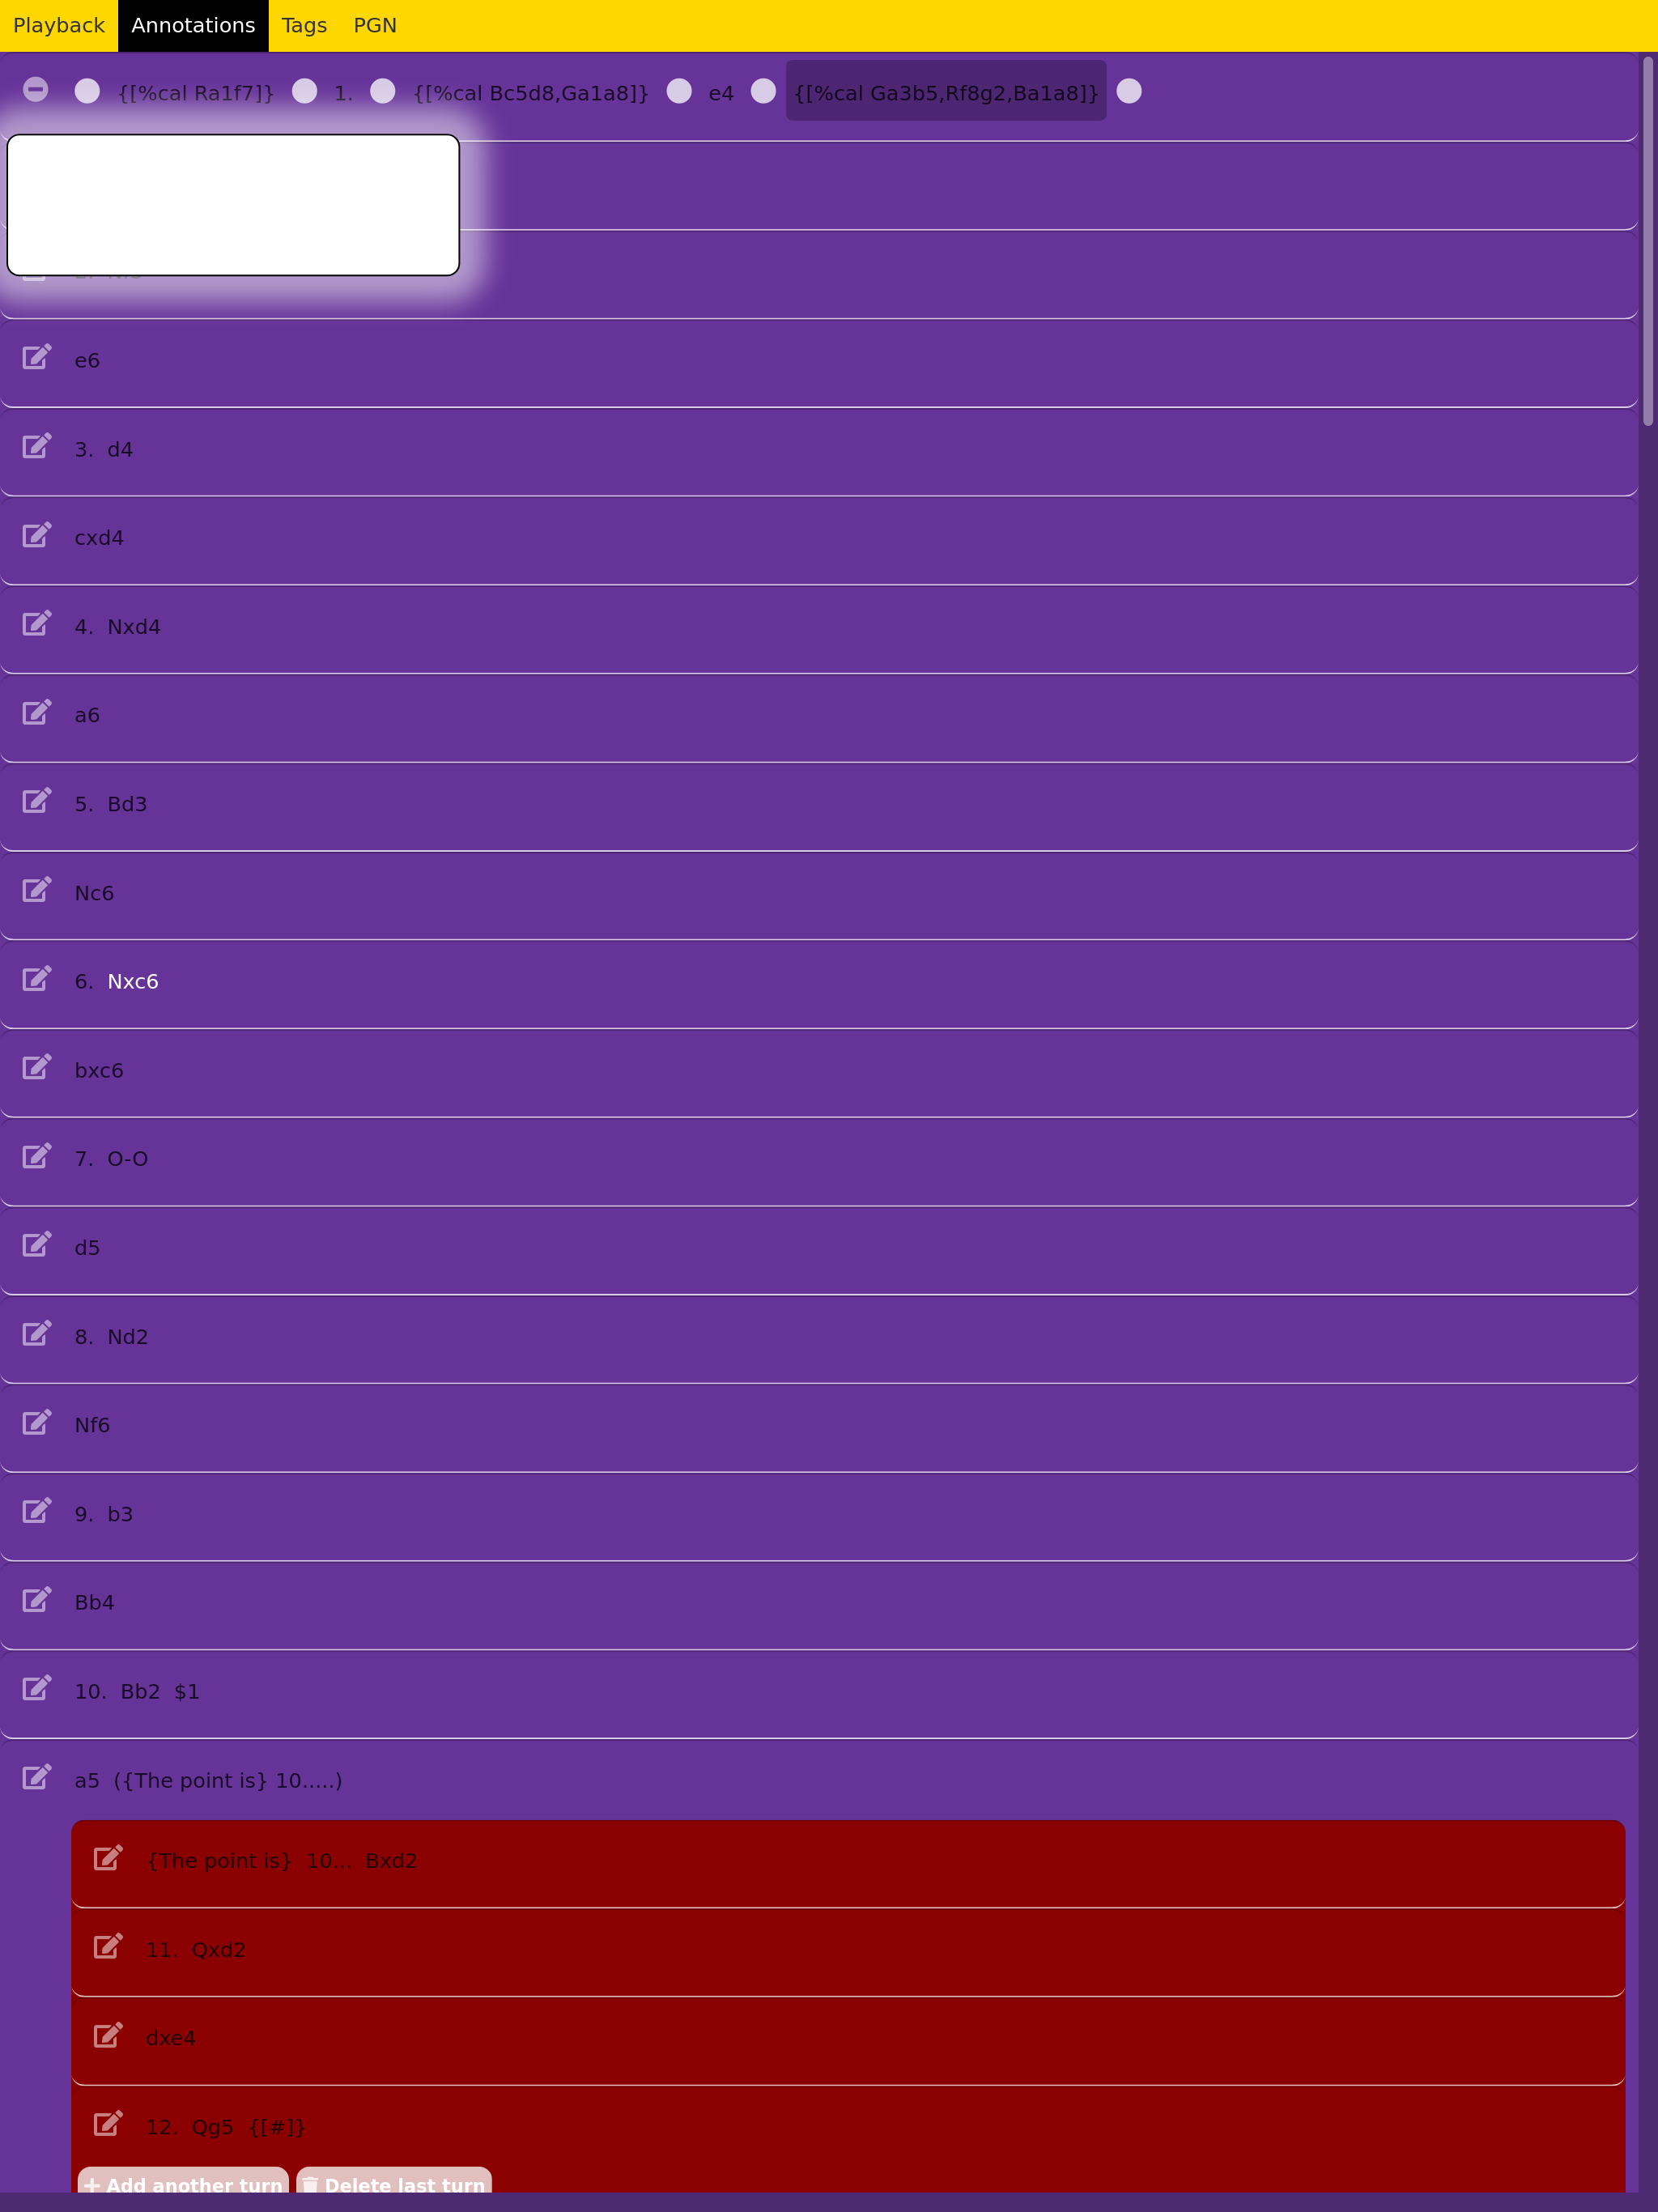 Playback Annotations Tags PGN
{[%cal Ra1f7]} 1. {[%cal Bc5d8,Ga1a8]} e4 {[%cal Ga3b5,Rf8g2,Ba1a8]}
e6
3. d4
cxd4
4. Nxd4
a6
5. Bd3
Nc6
6. Nxc6
bxc6
7. O-O
d5
8. Nd2
Nf6
9. b3
Bb4
10. Bb2 $1
a5 ({The point is} 10.....)
{The point is} 10... Bxd2
11. Qxd2
dxe4
12. Qg5 {[#]}
Add another turn Delete last turn